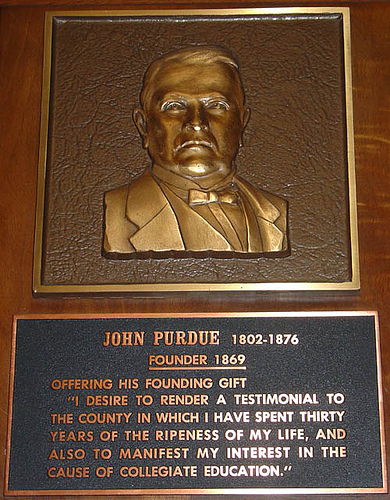 JOHN PURDUE 1802-1876
FOUNDER 1869
OFFERING HIS FOUNDING GIFT
"I DESIRE TO RENDER A TESTIMONIAL TO
THE COUNTY IN WHICH I HAVE SPENT THIRTY
YEARS OF THE RIPENESS OF MY LIFE, AND
ALSO TO MANIFEST MY INTEREST IN THE
CAUSE OF COLLEGIATE EDUCATION."